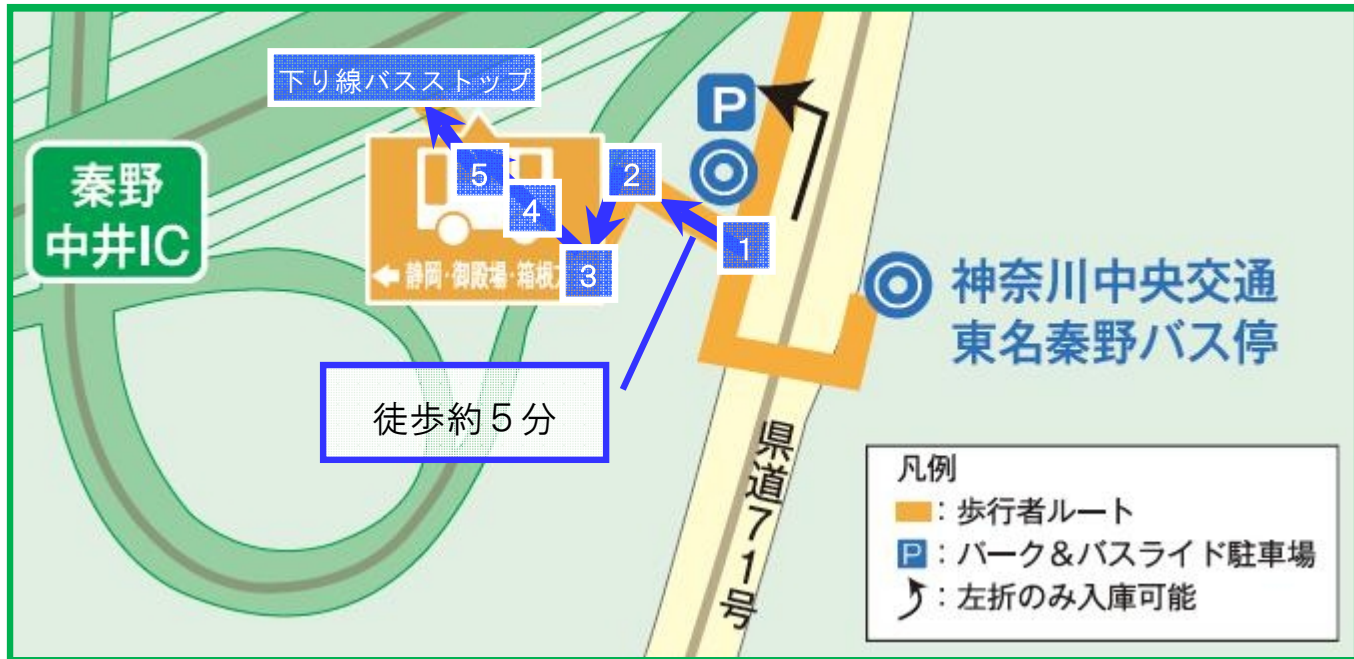 下り線バスストップ
P
秦野
中井IC
5
2
4
1
3
← 静岡・御殿場・箱根
神奈川中央交通
東名秦野バス停
徒歩約5分
県道71号
凡例
:歩行者ルート
P:パーク&バスライド駐車場
:左折のみ入庫可能